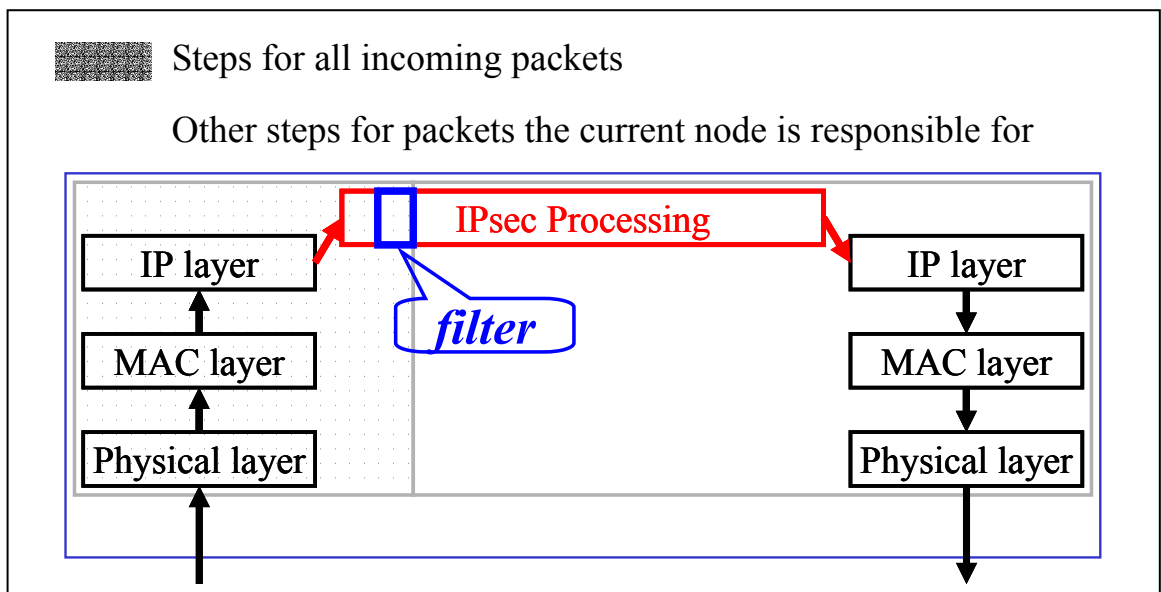 Steps for all incoming packets
Other steps for packets the current node is responsible for
IPsec Processing
IP layer
IP layer
filter
MAC layer
MAC layer
Physical layer
Physical layer